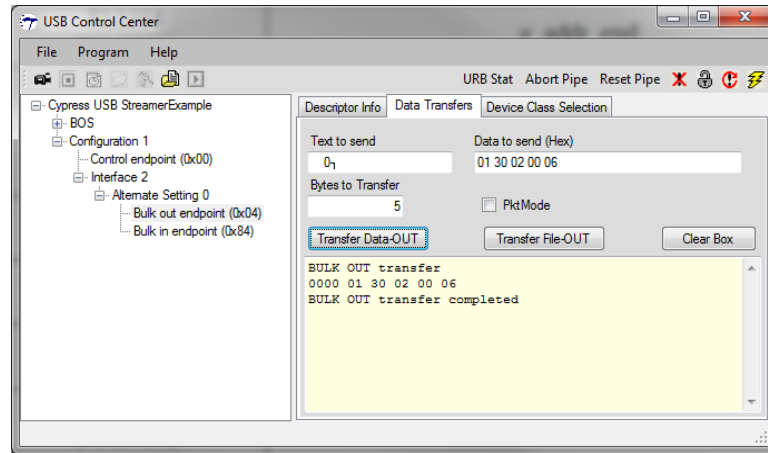 USB Control Center
File Program Help
URB Stat Abort Pipe Reset Pipe
Cypress USB StreamerExample
BOS
Configuration 1
Control endpoint (0x00)
Interface 2
Alternate Setting 0
Bulk out endpoint (0x04)
Bulk in endpoint (0x84)
Descriptor Info Data Transfers Device Class Selection
Text to send Data to send (Hex)
01 30 02 00 06
Bytes to Transfer
5 PktMode
Transfer Data-OUT Transfer File-OUT Clear Box
BULK OUT transfer
0000 01 30 02 00 06
BULK OUT transfer completed